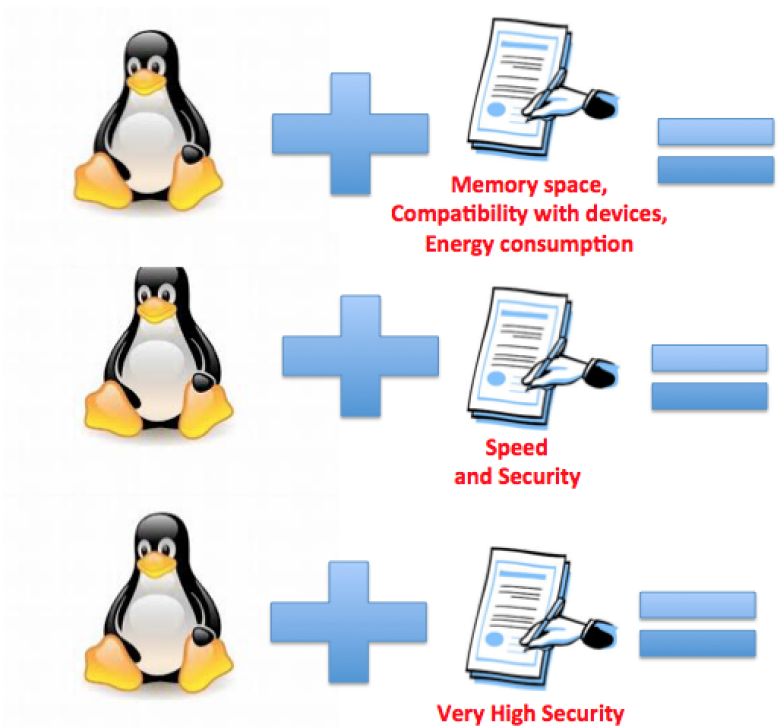 Memory space,
Compatibility with devices,
Energy consumption
Speed
and Security
Very High Security